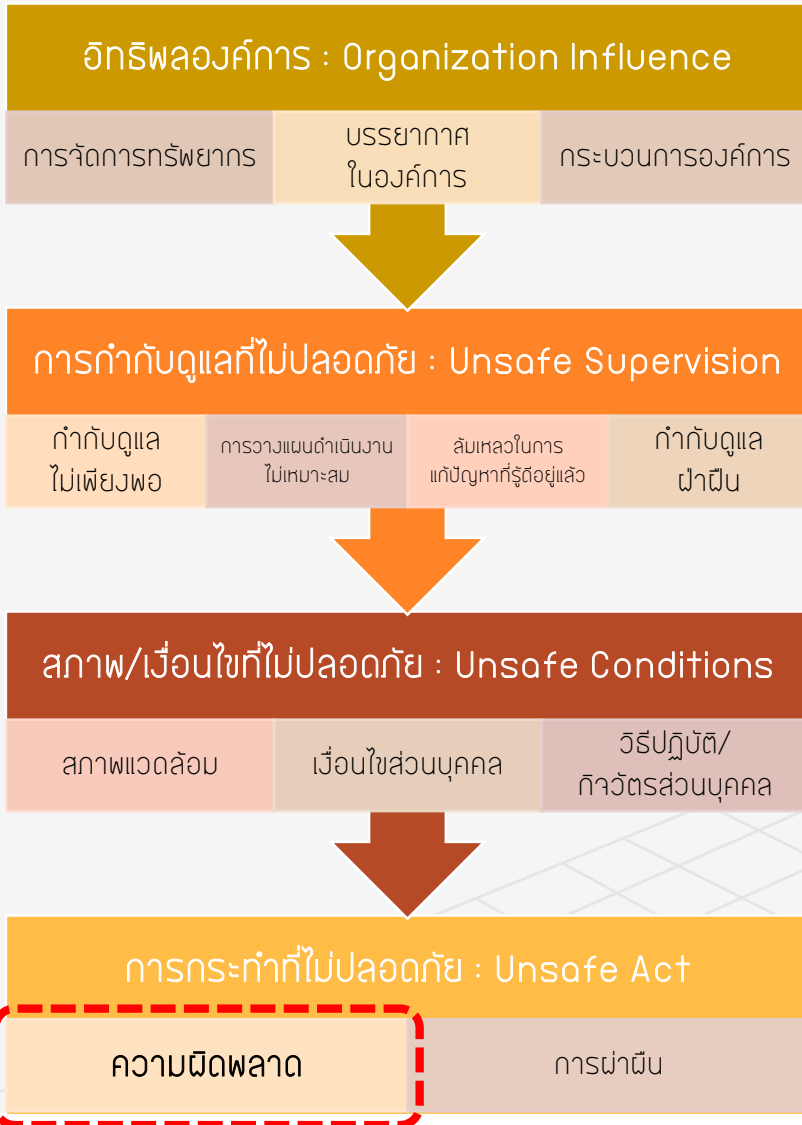 อิทธิพลองค์การ : Organization Influence
การจัดการทรัพยากร
บรรยากาศ
ในองค์การ
กระบวนการองค์การ
การกำกับดูแลที่ไม่ปลอดภัย : Unsafe Supervision
กำกับดูแล
ไม่เพียงพอ
การวางแผนดำเนินงาน
ไม่เหมาะสม
ล้มเหลวในการ
แก้ปัญหาที่รู้ดีอยู่แล้ว
กำกับดูแล
ฝ่าฝืน
สภาพ/เงื่อนไขที่ไม่ปลอดภัย : Unsafe Conditions
สภาพแวดล้อม
เงื่อนไขส่วนบุคคล
วิธีปฏิบัติ/
กิจวัตรส่วนบุคคล
การกระทำที่ไม่ปลอดภัย : Unsafe Act
ความผิดพลาด
การฝ่าฝืน